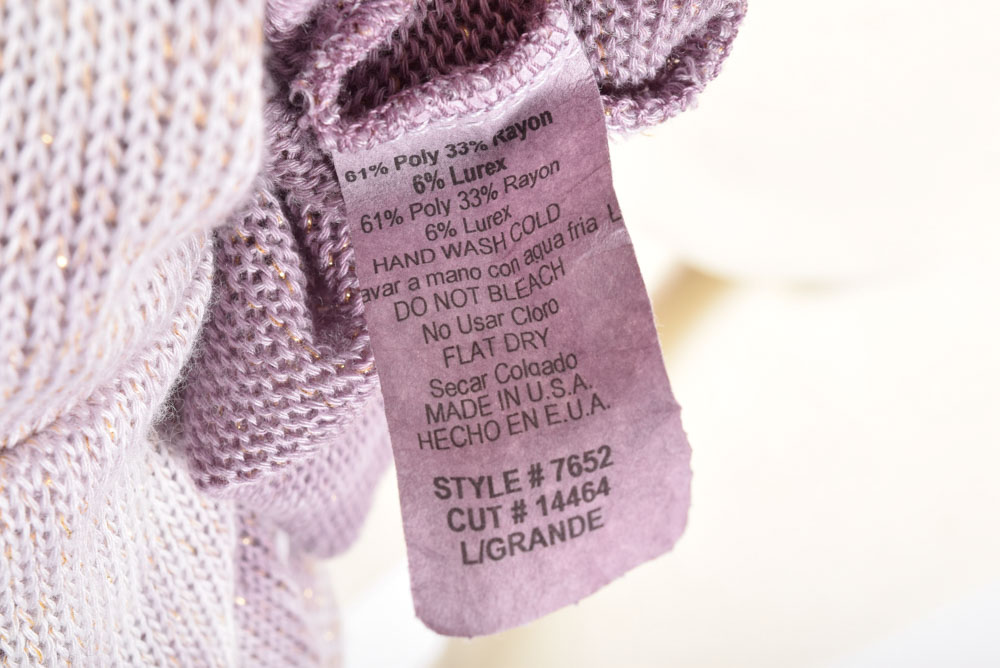 61% Poly 33% Rayon
6% Lurex
61% Poly 33% Rayon
6% Lurex
HAND WASH COLD
avar a mano con aqua fria L
DO NOT BLEACH
No Usar Cloro
FLAT DRY
Secar Colgado
MADE IN U.S.A.
HECHO EN E.U.A.
STYLE # 7652
CUT # 14464
L/GRANDE